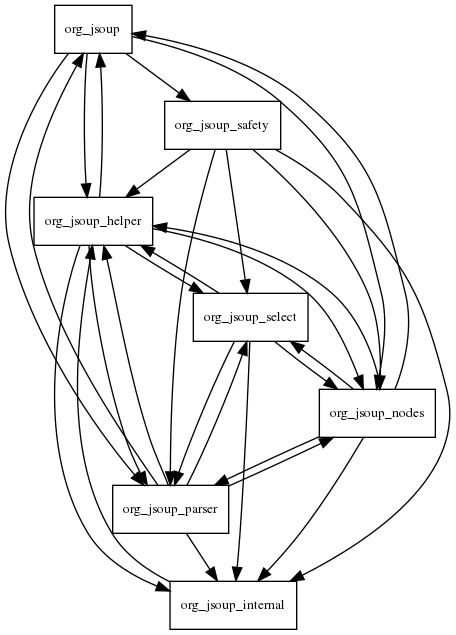 org_jsoup
org_jsoup_safety
org_jsoup_helper
org_jsoup_select
org_jsoup_nodes
org_jsoup_parser
org_jsoup_internal